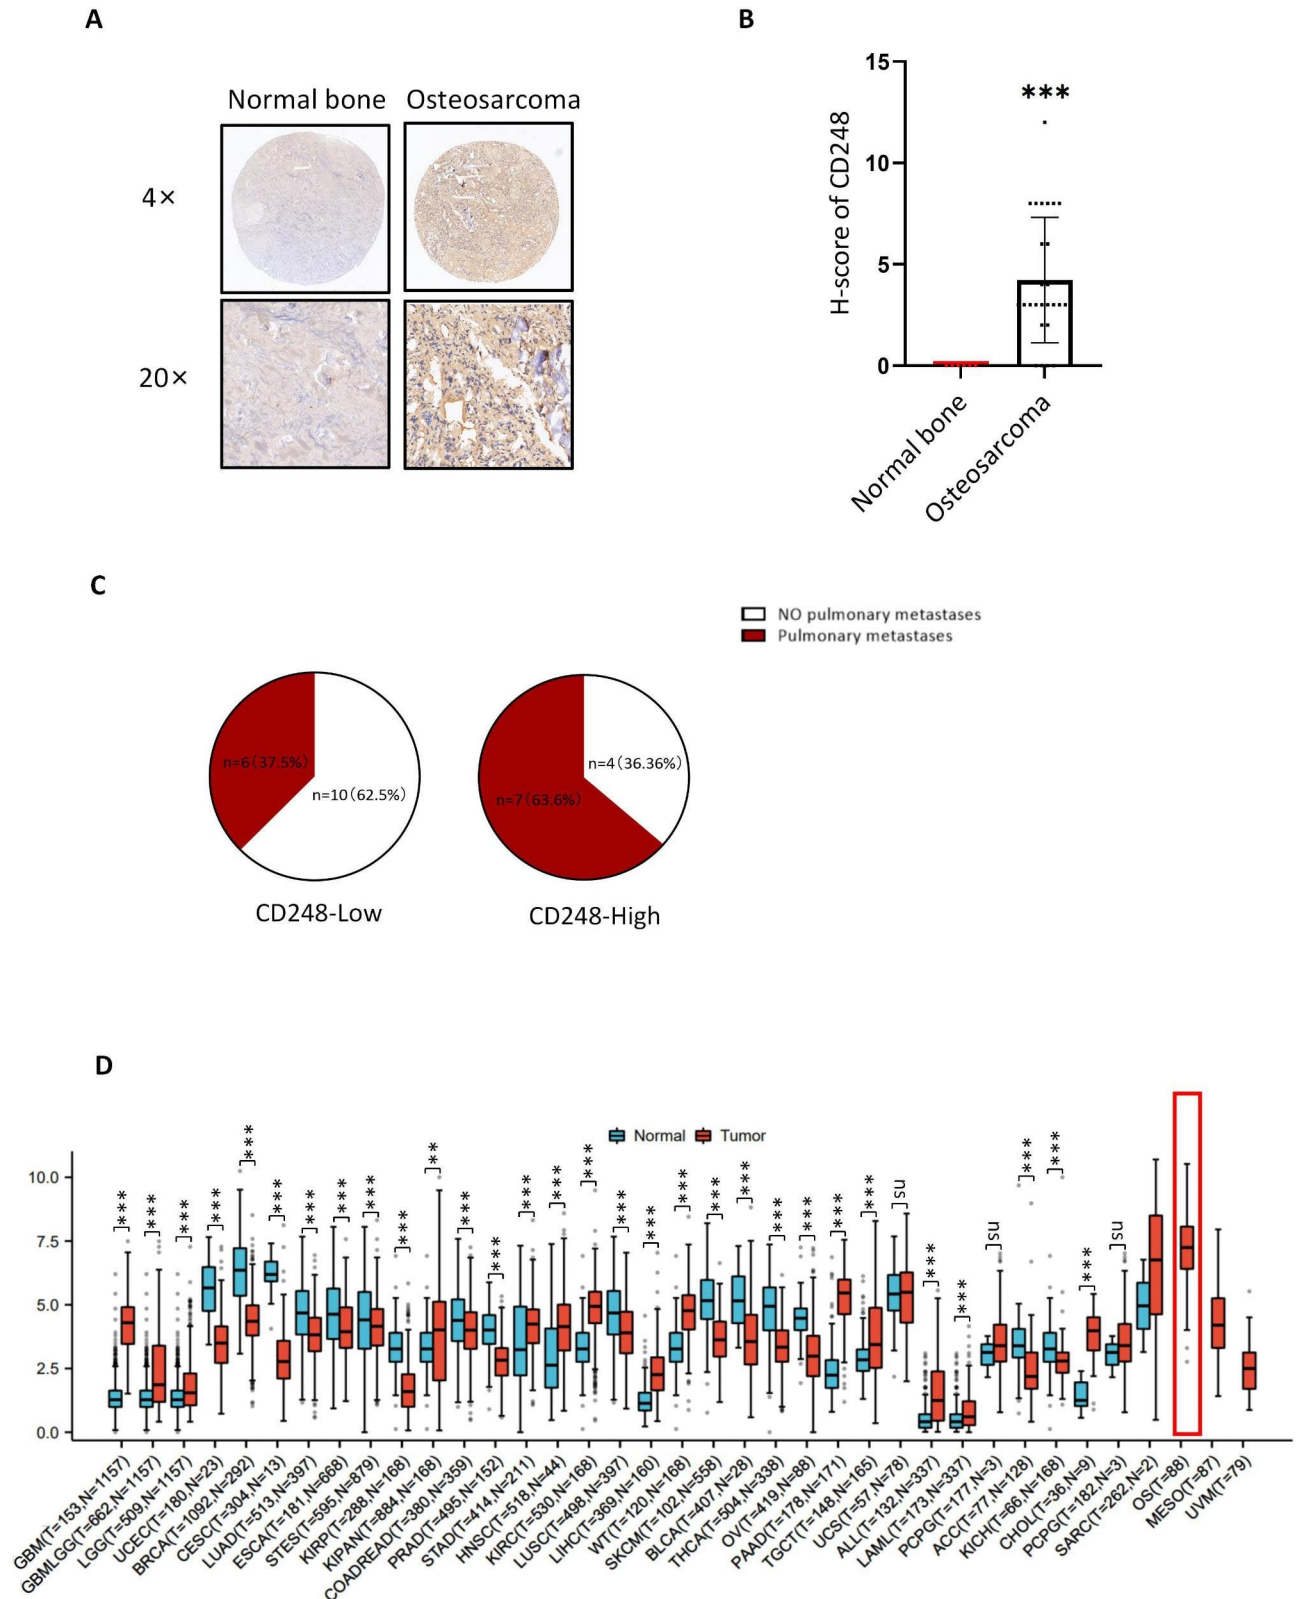 A
Normal bone Osteosarcoma
4×
20×
B
H-score of CD248
15
10
5
0
***
Normal bone
Osteosarcoma
C
NO pulmonary metastases
Pulmonary metastases
n=6(37.5%)
n=10(62.5%)
CD248-Low
n=4(36.36%)
n=7(63.6%)
CD248-High
D
Normal Tumor
10.0
7.5
5.0
2.5
0.0
***
***
***
***
***
***
***
***
***
***
**
***
***
***
***
***
***
***
***
***
***
***
***
***
***
ns
***
***
ns
***
***
***
ns
GBM(T=153,N=1157)
GBMLGG(T=662,N=1157)
LGG(T=509,N=1157)
UCEC(T=180,N=23)
BRCA(T=1092,N=292)
CESC(T=304,N=13)
LUAD(T=513,N=397)
ESCA(T=181,N=668)
STES(T=595,N=879)
KIRP(T=288,N=168)
KIPAN(T=884,N=168)
COADREAD(T=380,N=359)
PRAD(T=495,N=152)
STAD(T=414,N=211)
HNSC(T=518,N=44)
KIRC(T=530,N=168)
LUSC(T=498,N=397)
LIHC(T=369,N=160)
WT(T=120,N=168)
SKCM(T=102,N=558)
BLCA(T=407,N=28)
THCA(T=504,N=338)
OV(T=419,N=88)
PAAD(T=178,N=171)
TGCT(T=148,N=165)
UCS(T=57,N=78)
ALL(T=132,N=337)
LAML(T=173,N=337)
PCPG(T=177,N=3)
ACC(T=77,N=128)
KICH(T=66,N=168)
CHOL(T=36,N=9)
PCPG(T=182,N=3)
SARC(T=262,N=2)
OS(T=88)
MESO(T=87)
UVM(T=79)